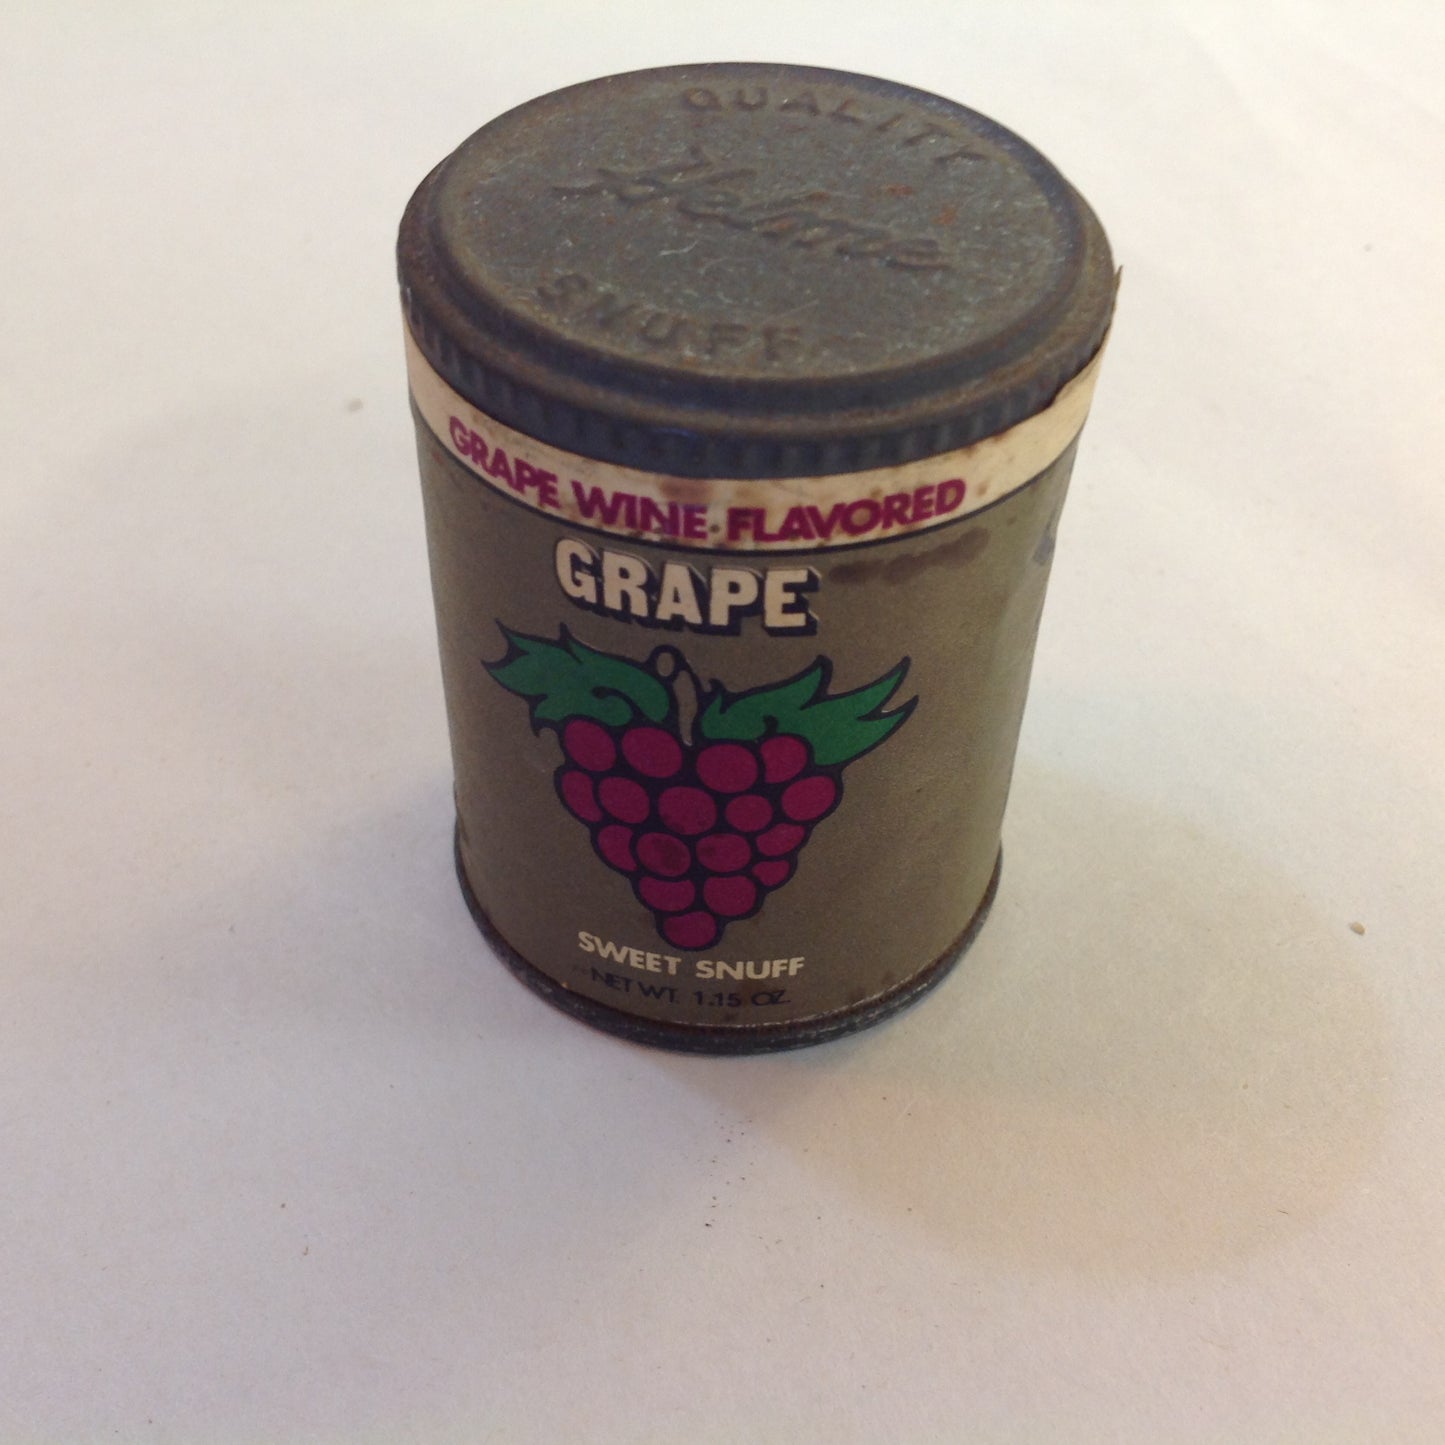 QUALITY
Helme
SNUFF
GRAPE WINE FLAVORED
GRAPE
SWEET SNUFF
NET WT. 1.15 OZ.